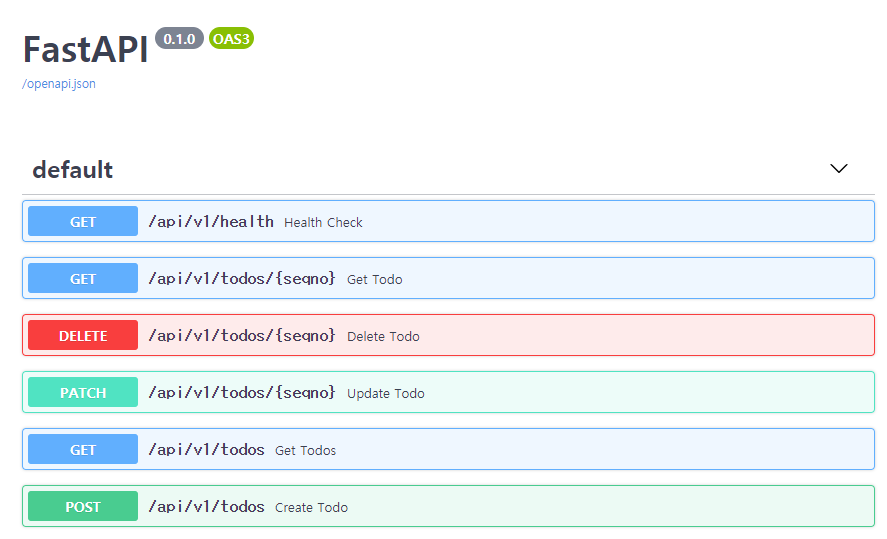 FastAPI 0.1.0 OAS3
/openapi.json
default
GET /api/v1/health Health Check
GET /api/v1/todos/{seqno} Get Todo
DELETE /api/v1/todos/{seqno} Delete Todo
PATCH /api/v1/todos/{seqno} Update Todo
GET /api/v1/todos Get Todos
POST /api/v1/todos Create Todo